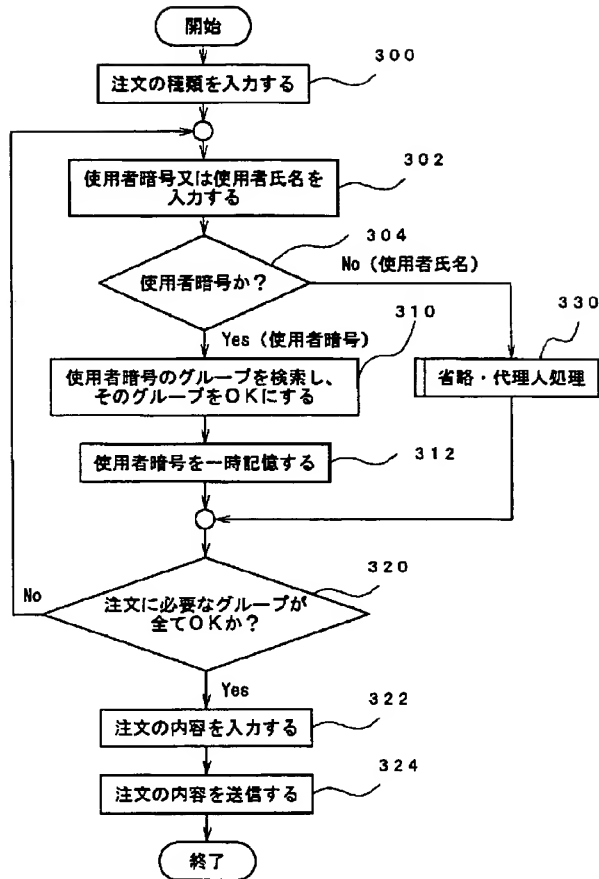 開始
300
注文の種類を入力する
302
使用者暗号又は使用者氏名を
入力する
304
使用者暗号か？
No (使用者氏名)
310
330
Yes (使用者暗号)
使用者暗号のグループを検索し、
そのグループをOKにする
省略・代理人処理
使用者暗号を一時記憶する
312
320
注文に必要なグループが
全てOKか？
No
Yes
322
注文の内容を入力する
324
注文の内容を送信する
終了